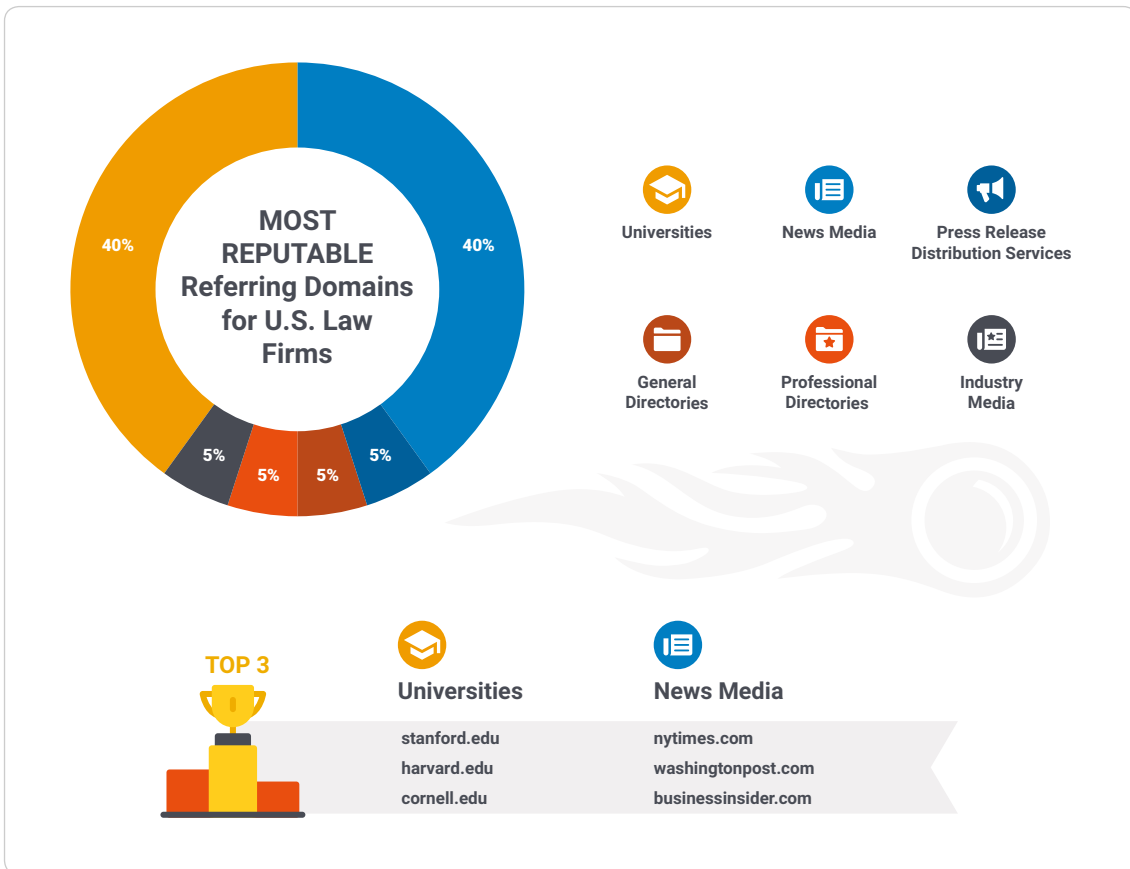 MOST
REPUTABLE
Referring Domains
for U.S. Law
Firms
40%
40%
5%
5%
5%
5%
Universities
News Media
Press Release
Distribution Services
General
Directories
Professional
Directories
Industry
Media
TOP 3
Universities
News Media
stanford.edu
nytimes.com
harvard.edu
washingtonpost.com
cornell.edu
businessinsider.com